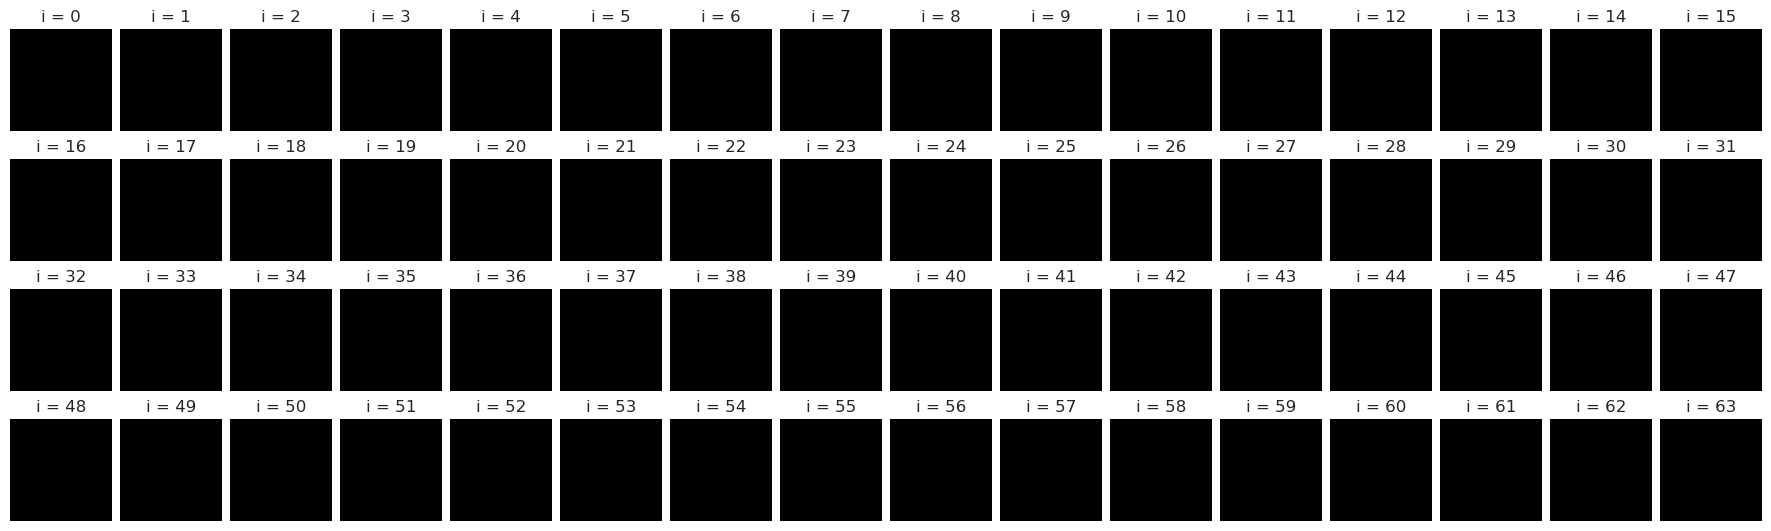 i = 0 i = 1 i = 2 i = 3 i = 4 i = 5 i = 6 i = 7 i = 8 i = 9 i = 10 i = 11 i = 12 i = 13 i = 14 i = 15
i = 16 i = 17 i = 18 i = 19 i = 20 i = 21 i = 22 i = 23 i = 24 i = 25 i = 26 i = 27 i = 28 i = 29 i = 30 i = 31
i = 32 i = 33 i = 34 i = 35 i = 36 i = 37 i = 38 i = 39 i = 40 i = 41 i = 42 i = 43 i = 44 i = 45 i = 46 i = 47
i = 48 i = 49 i = 50 i = 51 i = 52 i = 53 i = 54 i = 55 i = 56 i = 57 i = 58 i = 59 i = 60 i = 61 i = 62 i = 63